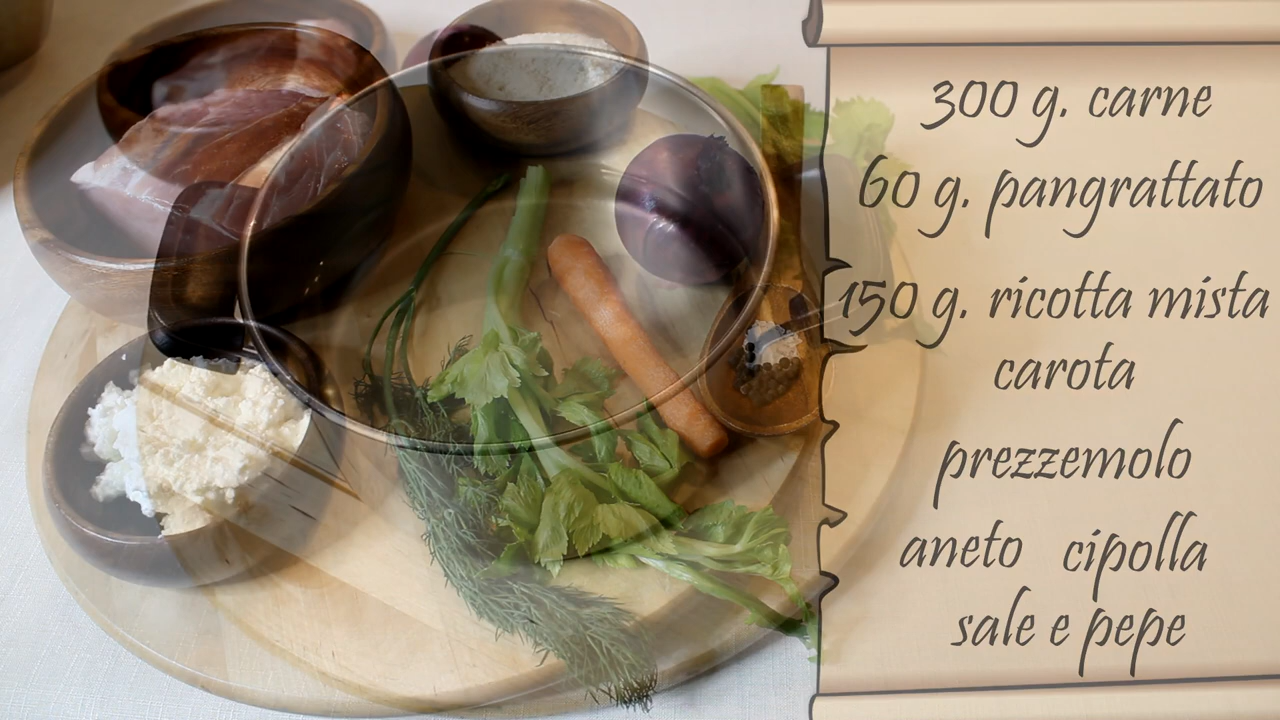 300 g. carne
60 g. pangrattato
150 g. ricotta mista
carota
prezzemolo
aneto cipolla
sale e pepe